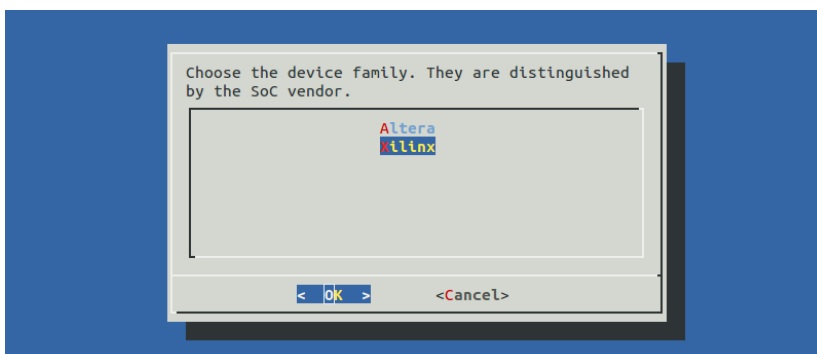 Choose the device family. They are distinguished
by the SoC vendor.
Altera
Xilinx
< OK > <Cancel>